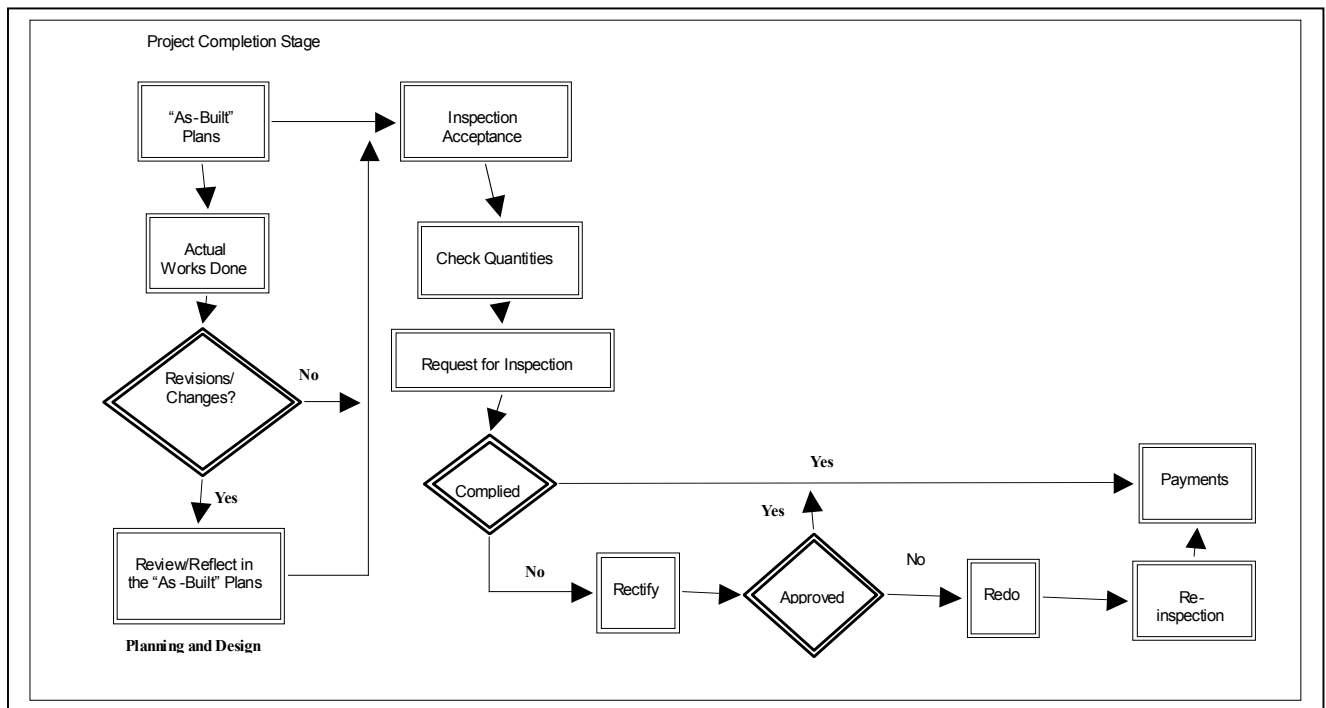 Project Completion Stage
“As-Built”
Plans
Inspection
Acceptance
Actual
Works Done
Check Quantities
Revisions/
Changes?
No
Request for Inspection
Yes
Review/Reflect in
the “As -Built” Plans
Planning and Design
Complied
Yes
Payments
Yes
No
Rectify
Approved
No
Redo
Re-
inspection